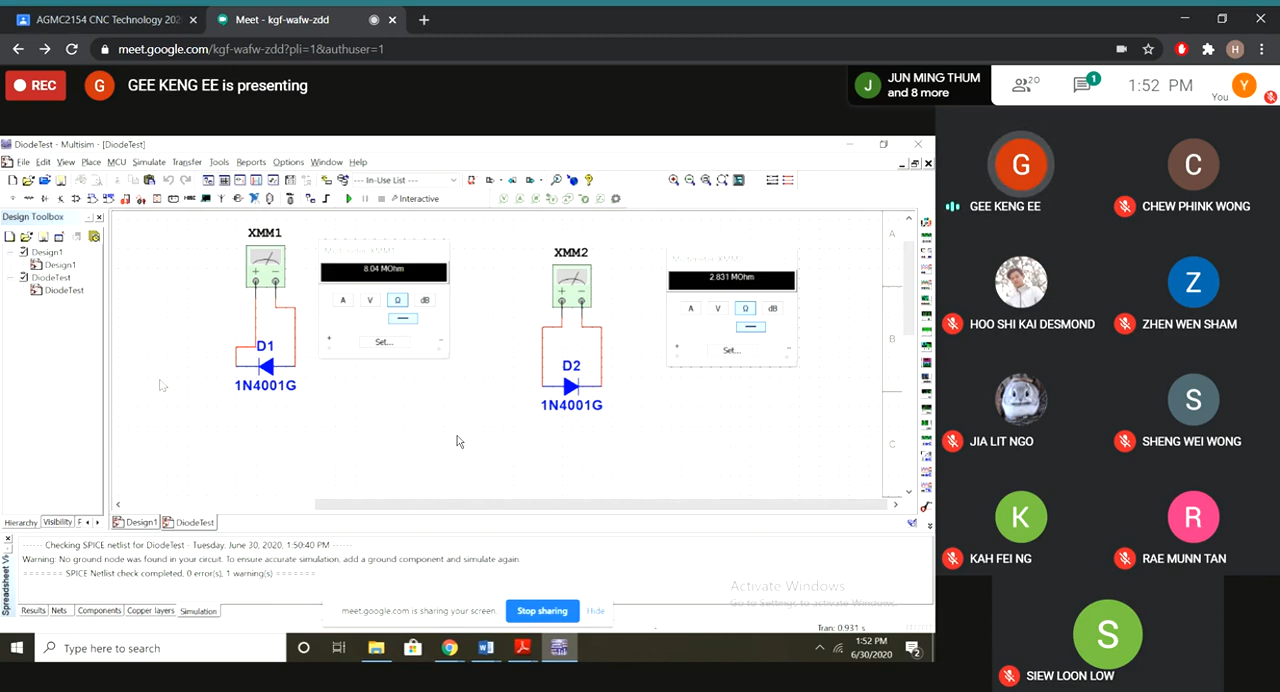 AGMC2154 CNC Technology 202
Meet - kgf-wafw-zdd
meet.google.com/kgf-wafw-zdd?pli=1&authuser=1
H
REC
G
GEE KENG EE is presenting
J
JUN MING THUM
and 8 more
20
1
1:52 PM
You
Y
DiodeTest - Multisim - [DiodeTest]
File Edit View Place MCU Simulate Transfer Tools Reports Options Window Help
--- In-Use List ---
Interactive
Design Toolbox
Design1
Design1
DiodeTest
DiodeTest
XMM1
8.04 MOhm
A V Ω dB
Set...
D1
1N4001G
XMM2
2.831 MOhm
A V Ω dB
Set...
D2
1N4001G
A
B
C
Hierarchy Visibility
Design1 DiodeTest
----- Checking SPICE netlist for DiodeTest - Tuesday, June 30, 2020, 1:50:40 PM -----
Warning: No ground node was found in your circuit. To ensure accurate simulation, add a ground component and simulate again.
======= SPICE Netlist check completed, 0 error(s), 1 warning(s) =======
Results Nets Components Copper layers Simulation
Activate Windows
Go to Settings to activate Windows.
meet.google.com is sharing your screen.
Stop sharing
Hide
Tran: 0.931 s
Type here to search
1:52 PM
6/30/2020
2
G
GEE KENG EE
C
CHEW PHINK WONG
HOO SHI KAI DESMOND
Z
ZHEN WEN SHAM
JIA LIT NGO
S
SHENG WEI WONG
K
KAH FEI NG
R
RAE MUNN TAN
S
SIEW LOON LOW